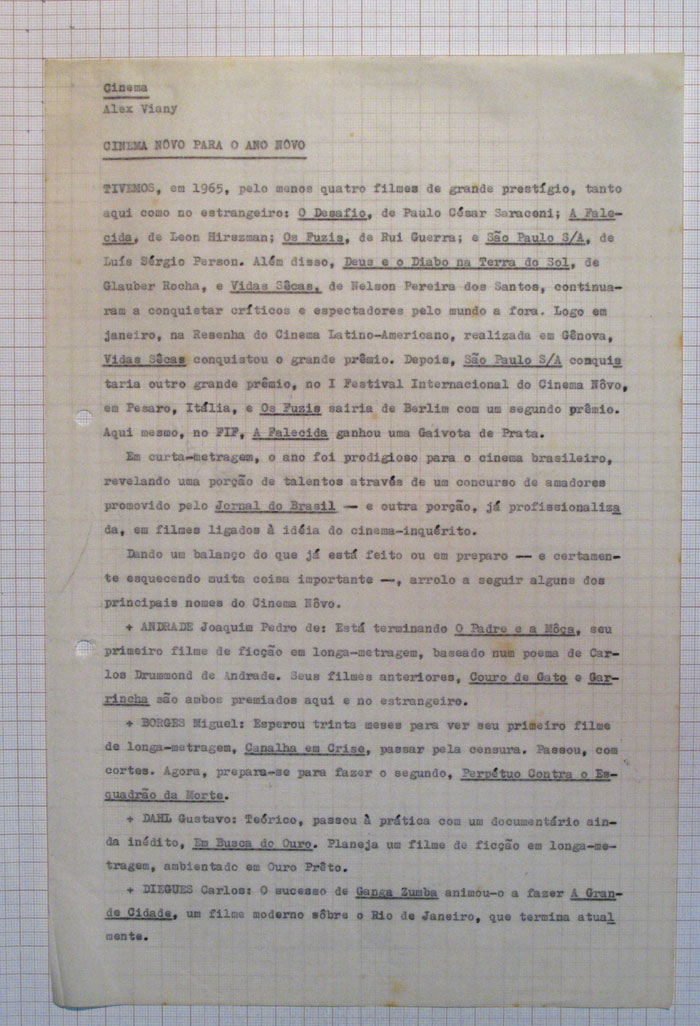 Cinema
Alex Viany
CINEMA NÔVO PARA O ANO NÔVO
TIVEMOS, em 1965, pelo menos quatro filmes de grande prestígio, tanto
aqui como no estrangeiro: O Desafio, de Paulo César Saraceni; A Fale-
cida, de Leon Hirszman; Os Fuzis, de Rui Guerra; e São Paulo S/A, de
Luís Sérgio Person. Além disso, Deus e o Diabo na Terra do Sol, de
Glauber Rocha, e Vidas Sêcas, de Nelson Pereira dos Santos, continua-
ram a conquistar críticos e espectadores pelo mundo a fora. Logo em
janeiro, na Resenha do Cinema Latino-Americano, realizada em Gênova,
Vidas Sêcas conquistou o grande prêmio. Depois, São Paulo S/A conquis
taria outro grande prêmio, no I Festival Internacional do Cinema Nôvo,
em Pesaro, Itália, e Os Fuzis sairia de Berlim com um segundo prêmio.
Aqui mesmo, no FIF, A Falecida ganhou uma Gaivota de Prata.
Em curta-metragem, o ano foi prodigioso para o cinema brasileiro,
revelando uma porção de talentos através de um concurso de amadores
promovido pelo Jornal do Brasil — e outra porção, já profissionaliza
da, em filmes ligados à idéia do cinema-inquérito.
Dando um balanço do que já está feito ou em preparo — e certamen-
te esquecendo muita coisa importante —, arrolo a seguir alguns dos
principais nomes do Cinema Nôvo.
+ ANDRADE Joaquim Pedro de: Está terminando O Padre e a Môça, seu
primeiro filme de ficção em longa-metragem, baseado num poema de Car-
los Drummond de Andrade. Seus filmes anteriores, Couro de Gato e Gar-
rincha são ambos premiados aqui e no estrangeiro.
+ BORGES Miguel: Esperou trinta meses para ver seu primeiro filme
de longa-metragem, Canalha em Crise, passar pela censura. Passou, com
cortes. Agora, prepara-se para fazer o segundo, Perpétuo Contra o Es-
quadrão da Morte.
+ DAHL Gustavo: Teórico, passou à prática com um documentário ain-
da inédito, Em Busca do Ouro. Planeja um filme de ficção em longa-me-
tragem, ambientado em Ouro Prêto.
+ DIEGUES Carlos: O sucesso de Ganga Zumba animou-o a fazer A Gran-
de Cidade, um filme moderno sôbre o Rio de Janeiro, que termina atual
mente.